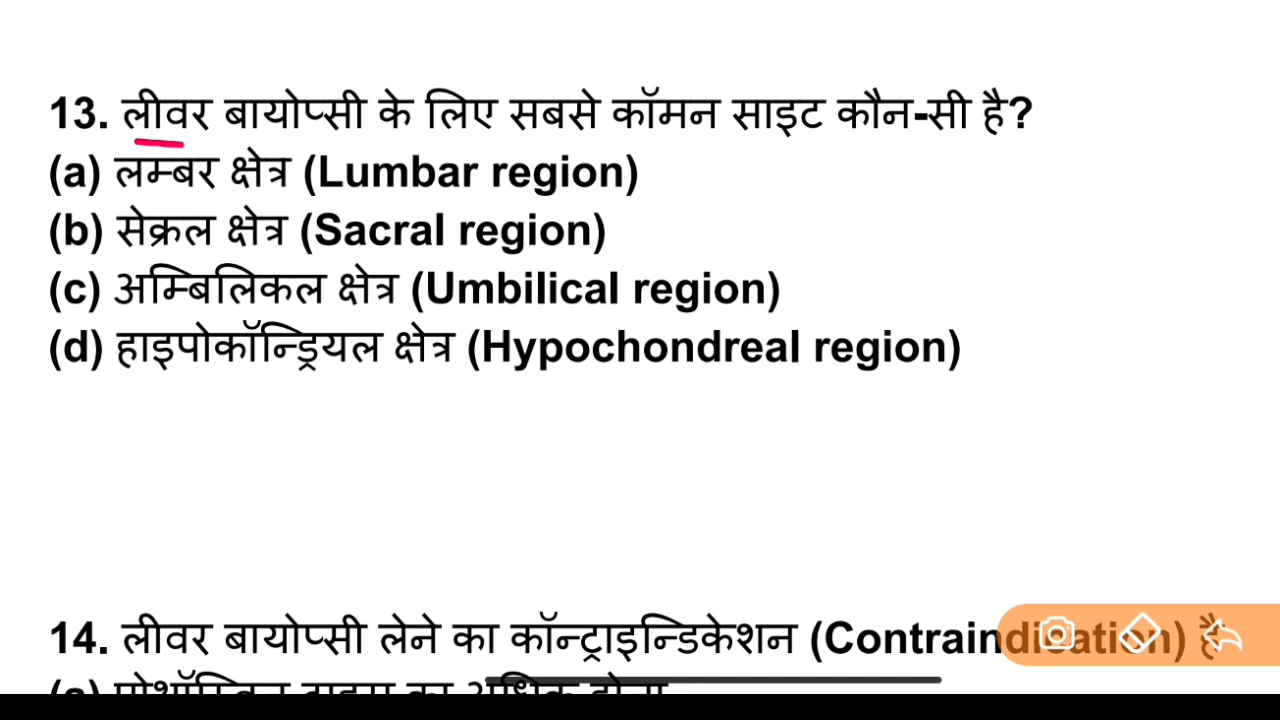 13. लीवर बायोप्सी के लिए सबसे कॉमन साइट कौन-सी है?
(a) लम्बर क्षेत्र (Lumbar region)
(b) सेक्रल क्षेत्र (Sacral region)
(c) अम्बिलिकल क्षेत्र (Umbilical region)
(d) हाइपोकॉन्ड्रियल क्षेत्र (Hypochondreal region)
14. लीवर बायोप्सी लेने का कॉन्ट्राइन्डिकेशन (Contraindication) है